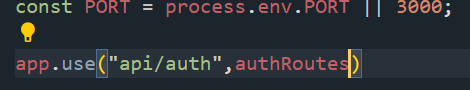 const PORT = process.env.PORT || 3000;
app.use("api/auth",authRoutes)